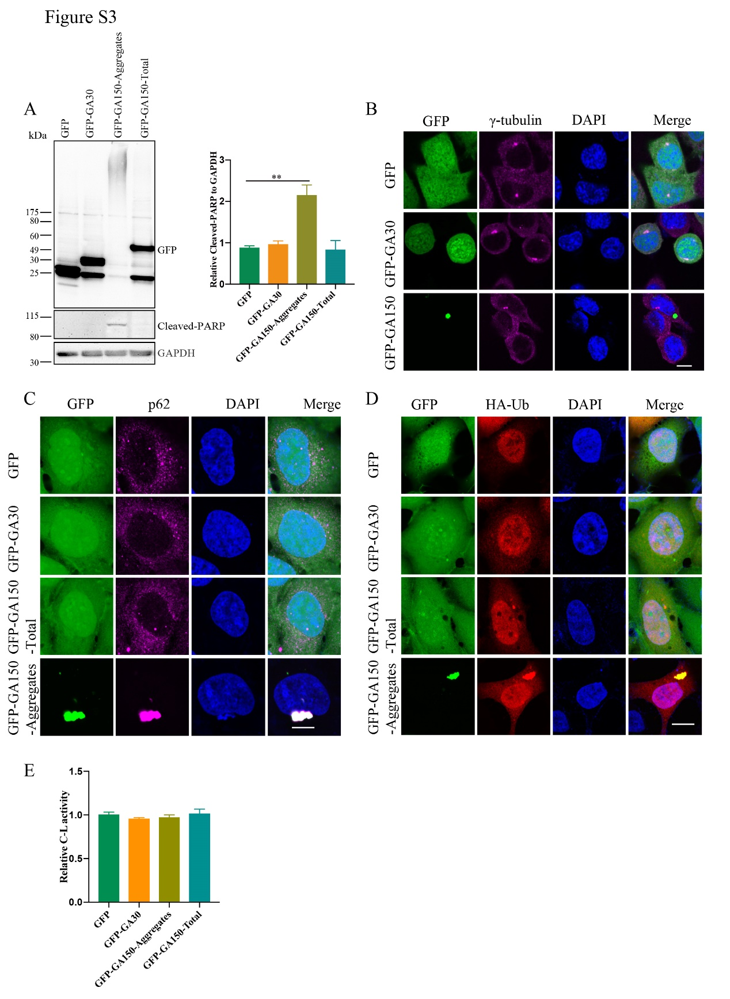 Figure S3
A
GFP
GFP-GA30
GFP-GA150-Aggregates
GFP-GA150-Total
kDa
175
80
60
49
30
25
GFP
115
80
Cleaved-PARP
30
GAPDH
Relative Cleaved-PARP to GAPDH
3
2
1
0
**
GFP
GFP-GA30
GFP-GA150-Aggregates
GFP-GA150-Total
B
GFP γ-tubulin DAPI Merge
GFP
GFP-GA30
GFP-GA150
C
GFP p62 DAPI Merge
GFP
GFP-GA30
GFP-GA150
-Total
GFP-GA150
-Aggregates
D
GFP HA-Ub DAPI Merge
GFP
GFP-GA30
GFP-GA150
-Total
GFP-GA150
-Aggregates
E
Relative C-L activity
1.5
1.0
0.5
0.0
GFP
GFP-GA30
GFP-GA150-Aggregates
GFP-GA150-Total